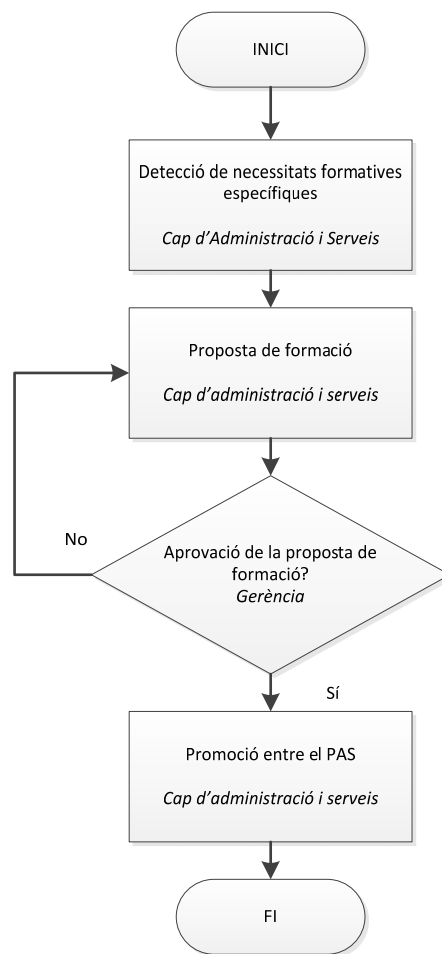 INICI
Detecció de necessitats formatives
específiques
Cap d'Administració i Serveis
Proposta de formació
Cap d'administració i serveis
No
Aprovació de la proposta de
formació?
Gerència
Sí
Promoció entre el PAS
Cap d'administració i serveis
FI